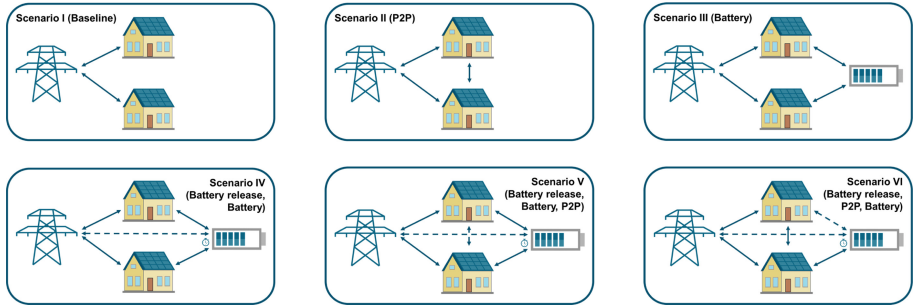 Scenario I (Baseline)
Scenario II (P2P)
Scenario III (Battery)
Scenario IV
(Battery release,
Battery)
Scenario V
(Battery release,
Battery, P2P)
Scenario VI
(Battery release,
P2P, Battery)